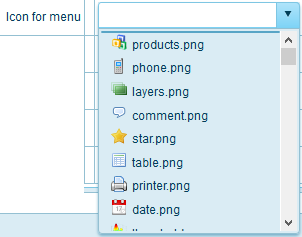 Icon for menu
products.png
phone.png
layers.png
comment.png
star.png
table.png
printer.png
date.png